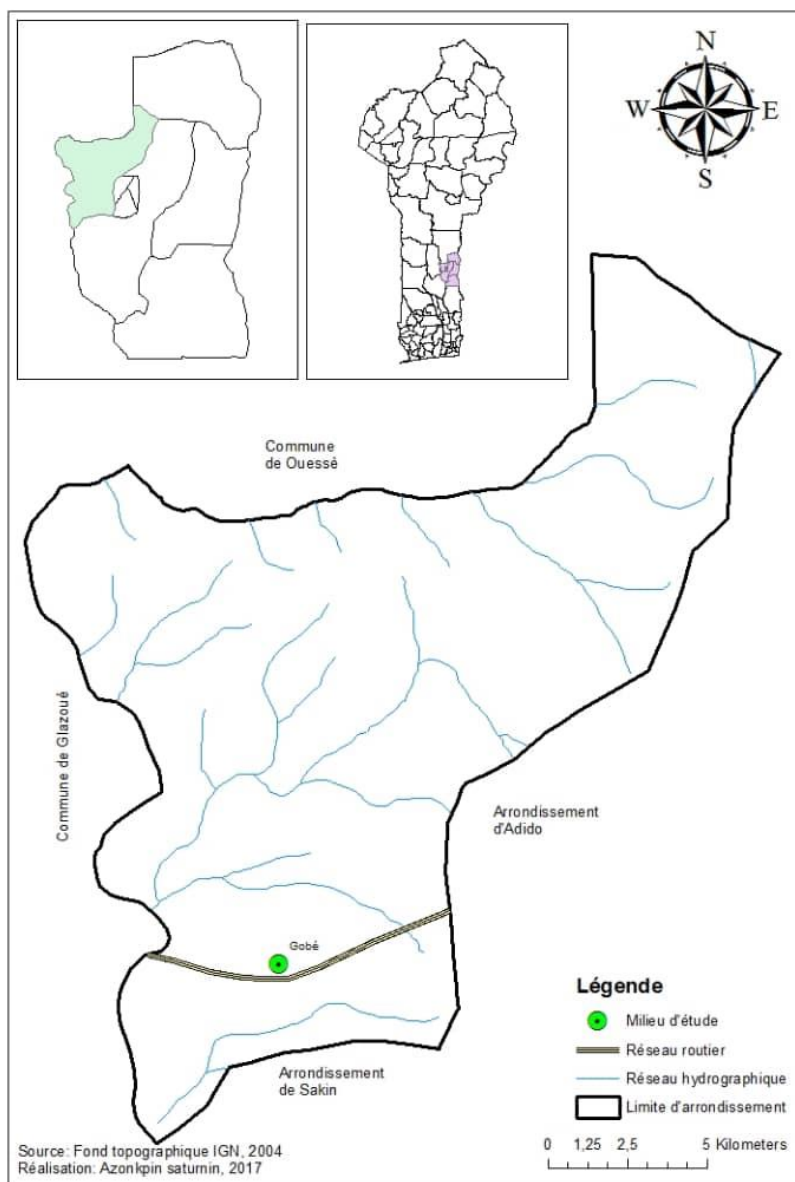 N
W
E
S
Commune
de Ouessé
Commune de Glazoué
Arrondissement
d'Adido
Gobé
Arrondissement
de Sakin
Légende
Milieu d'étude
Réseau routier
Réseau hydrographique
Limite d'arrondissement
Source: Fond topographique IGN, 2004
Réalisation: Azonkpin saturnin, 2017
0 1,25 2,5 5 Kilometers